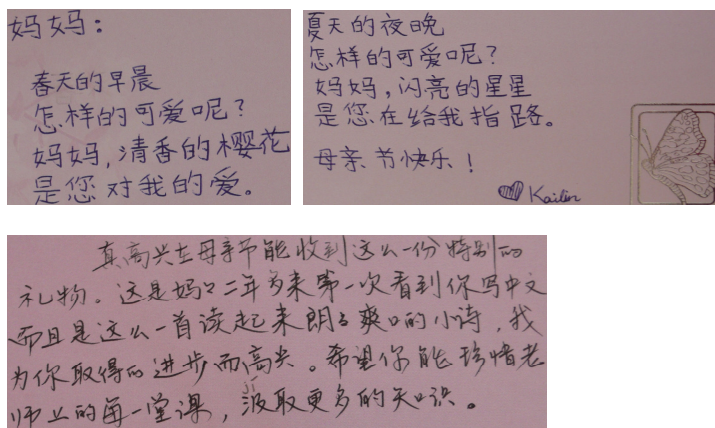 妈妈：
春天的早晨
怎样的可爱呢？
妈妈，清香的樱花
是您对我的爱。
夏天的夜晚
怎样的可爱呢？
妈妈，闪亮的星星
是您在给我指路。
母亲节快乐！
Kailin
真高兴在母亲节能收到这么一份特别的
礼物。这是妈々二年多来第一次看到你写中文
而且是这么一首读起来朗々爽口的小诗，我
为你取得的进步而高兴。希望你能珍惜老
师上的每一堂课，汲取更多的知识。
jí